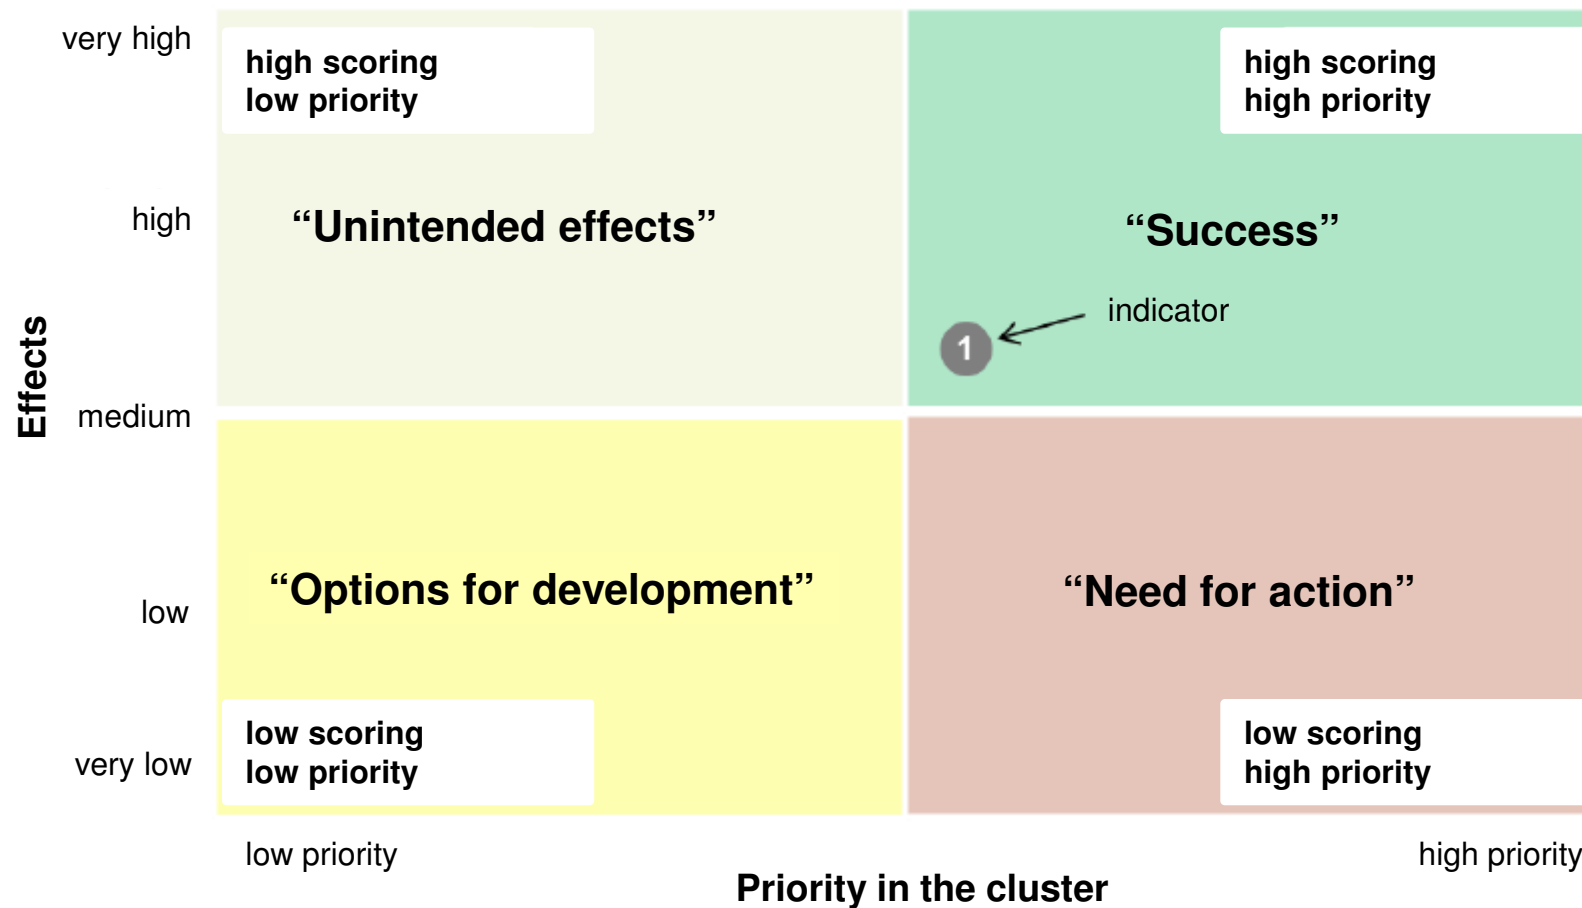 very high
high scoring
low priority
high scoring
high priority
high
“Unintended effects”
“Success”
indicator
1
Effects
medium
“Options for development”
“Need for action”
low
low scoring
low priority
low scoring
high priority
very low
low priority
high priority
Priority in the cluster